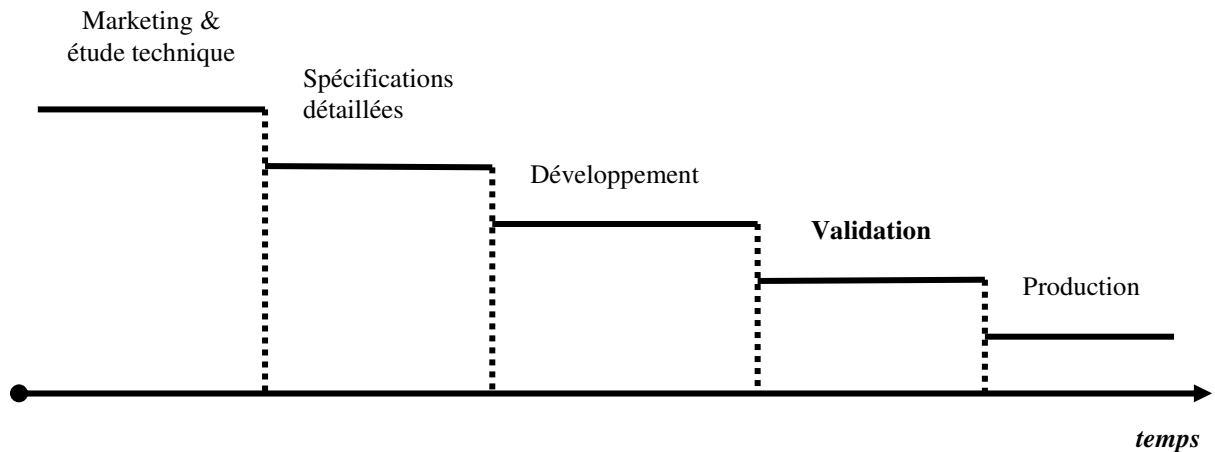 Marketing &
étude technique
Spécifications
détaillées
Développement
Validation
Production
temps